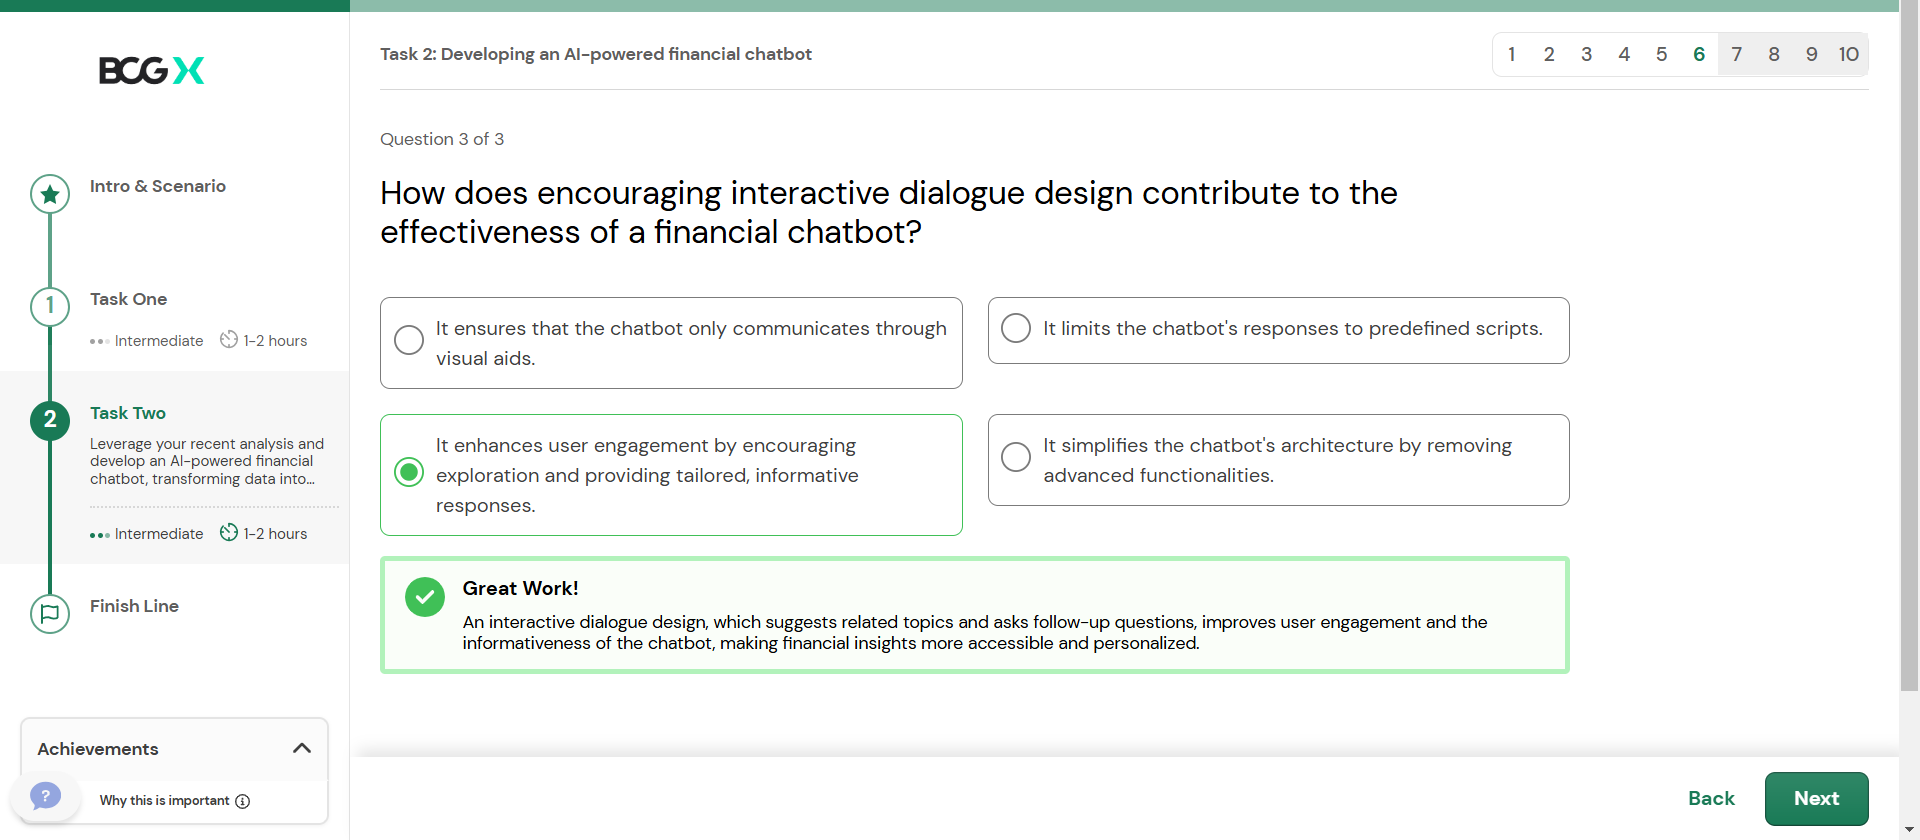 BCG X
Task 2: Developing an AI-powered financial chatbot
1 2 3 4 5 6 7 8 9 10
Intro & Scenario
1
Task One
Intermediate 1-2 hours
2
Task Two
Leverage your recent analysis and
develop an AI-powered financial
chatbot, transforming data into...
Intermediate 1-2 hours
Finish Line
Achievements
?
Why this is important
Question 3 of 3
How does encouraging interactive dialogue design contribute to the
effectiveness of a financial chatbot?
It ensures that the chatbot only communicates through
visual aids.
It limits the chatbot's responses to predefined scripts.
It enhances user engagement by encouraging
exploration and providing tailored, informative
responses.
It simplifies the chatbot's architecture by removing
advanced functionalities.
Great Work!
An interactive dialogue design, which suggests related topics and asks follow-up questions, improves user engagement and the
informativeness of the chatbot, making financial insights more accessible and personalized.
Back
Next